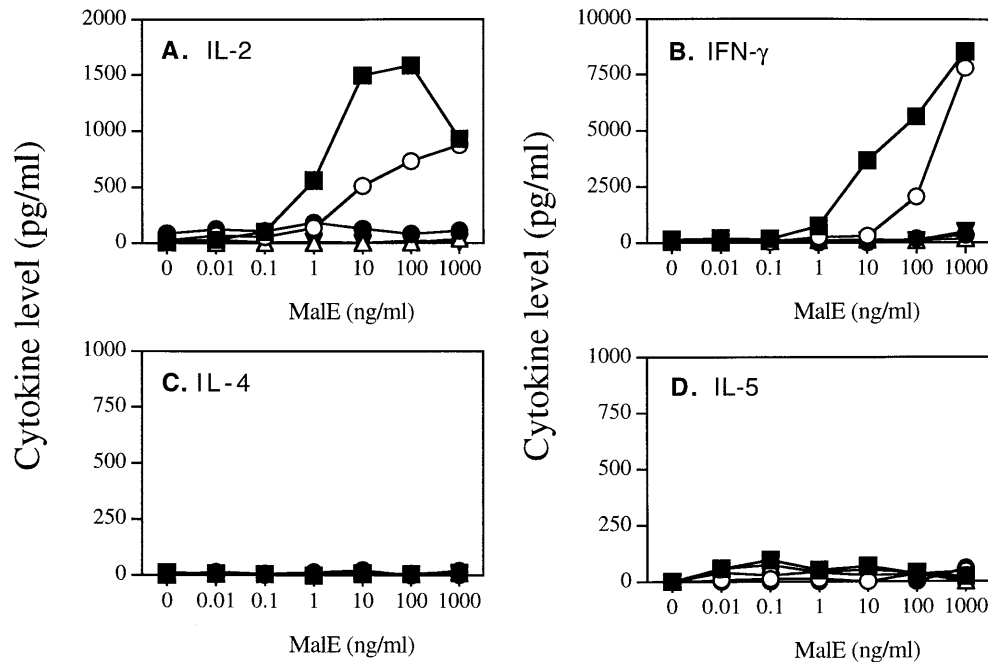 A. IL-2
2000
1500
1000
500
0
0 0.01 0.1 1 10 100 1000
MalE (ng/ml)
Cytokine level (pg/ml)
B. IFN-γ
10000
7500
5000
2500
0
0 0.01 0.1 1 10 100 1000
MalE (ng/ml)
Cytokine level (pg/ml)
C. IL-4
1000
750
500
250
0
0 0.01 0.1 1 10 100 1000
MalE (ng/ml)
D. IL-5
1000
750
500
250
0
0 0.01 0.1 1 10 100 1000
MalE (ng/ml)